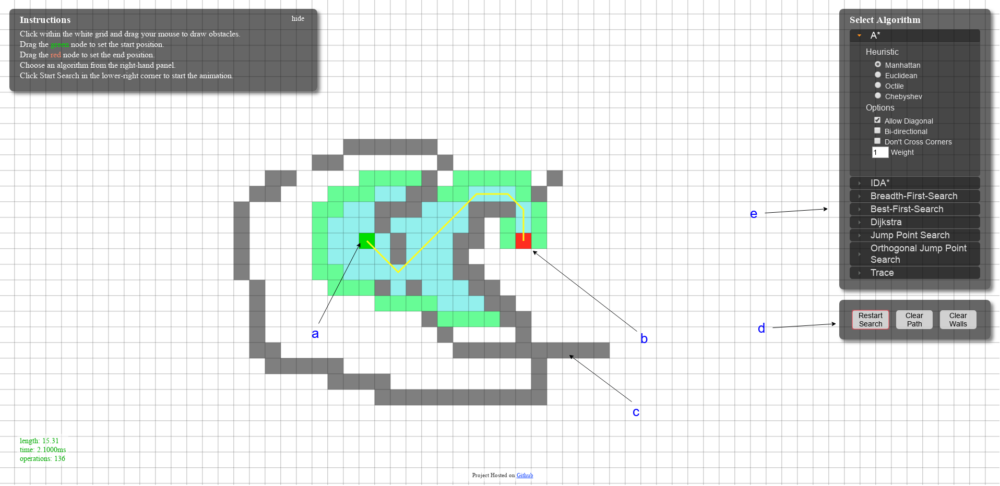 Instructions
hide
Click within the white grid and drag your mouse to draw obstacles.
Drag the green node to set the start position.
Drag the red node to set the end position.
Choose an algorithm from the right-hand panel.
Click Start Search in the lower-right corner to start the animation.
Select Algorithm
A*
Heuristic
Manhattan
Euclidean
Octile
Chebyshev
Options
Allow Diagonal
Bi-directional
Don't Cross Corners
1 Weight
IDA*
Breadth-First-Search
Best-First-Search
Dijkstra
Jump Point Search
Orthogonal Jump Point
Search
Trace
e
d
Restart
Search
Clear
Path
Clear
Walls
a
b
c
length: 15.31
time: 2.1000ms
operations: 136
Project Hosted on Github